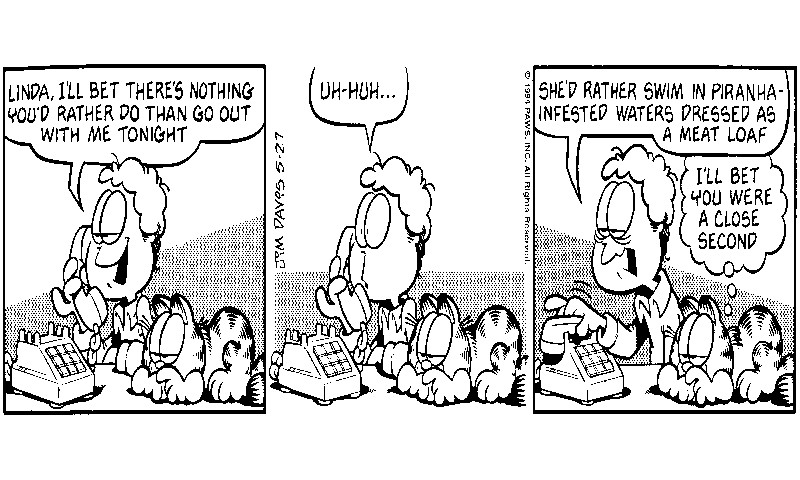 LINDA, I'LL BET THERE'S NOTHING
YOU'D RATHER DO THAN GO OUT
WITH ME TONIGHT
JIM DAVIS 5-27
UH-HUH...
© 1994 PAWS, INC. All Rights Reserved.
SHE'D RATHER SWIM IN PIRANHA-
INFESTED WATERS DRESSED AS
A MEAT LOAF
I'LL BET
YOU WERE
A CLOSE
SECOND